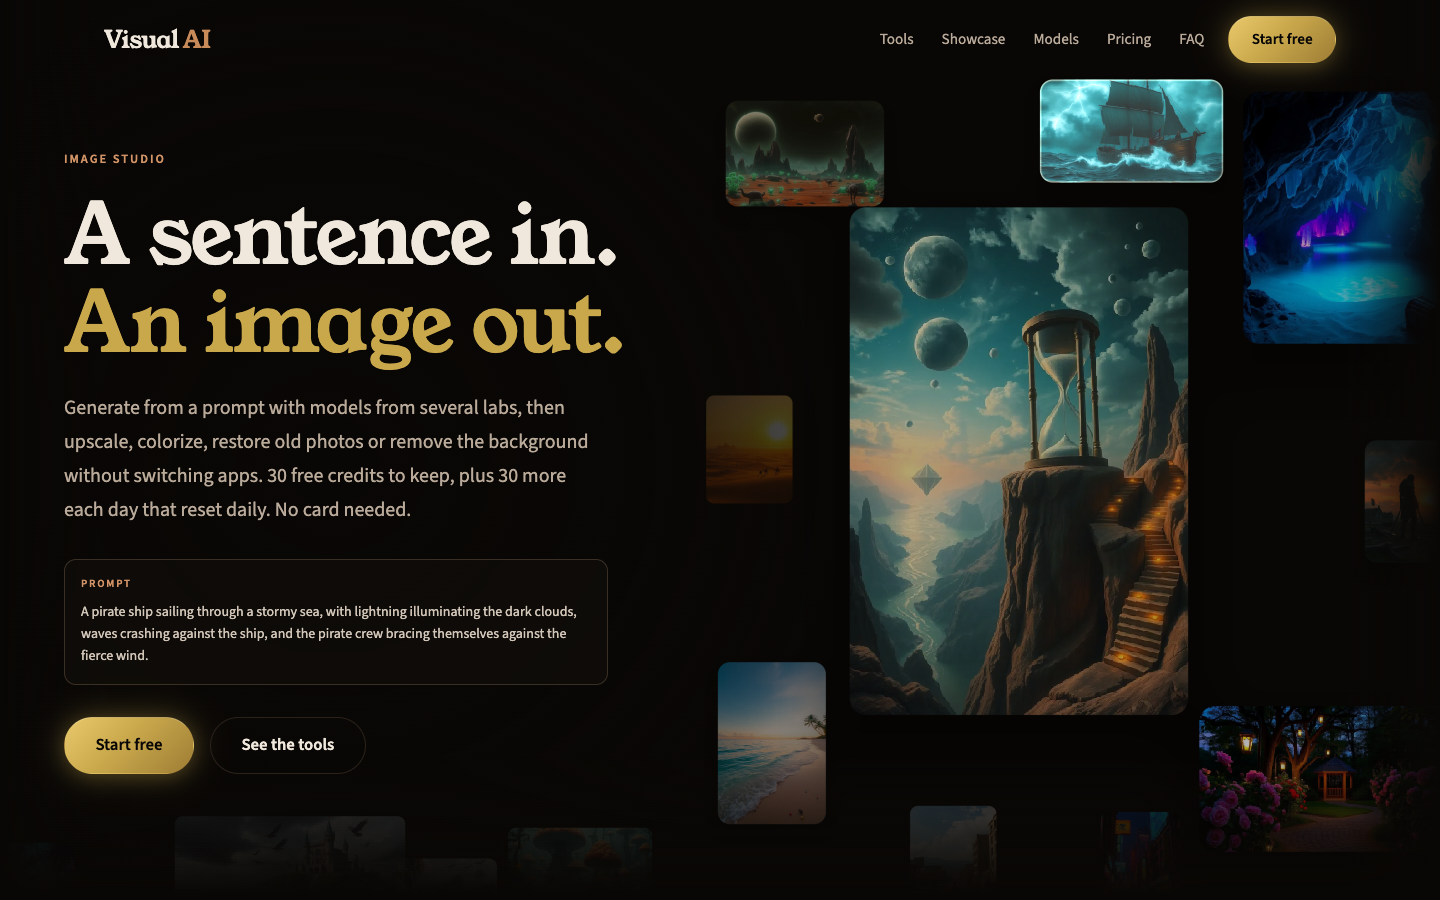 Visual AI
Tools
Showcase
Models
Pricing
FAQ
Start free
IMAGE STUDIO
A sentence in.
An image out.
Generate from a prompt with models from several labs, then
upscale, colorize, restore old photos or remove the background
without switching apps. 30 free credits to keep, plus 30 more
each day that reset daily. No card needed.
PROMPT
A pirate ship sailing through a stormy sea, with lightning illuminating the dark clouds,
waves crashing against the ship, and the pirate crew bracing themselves against the
fierce wind.
Start free
See the tools